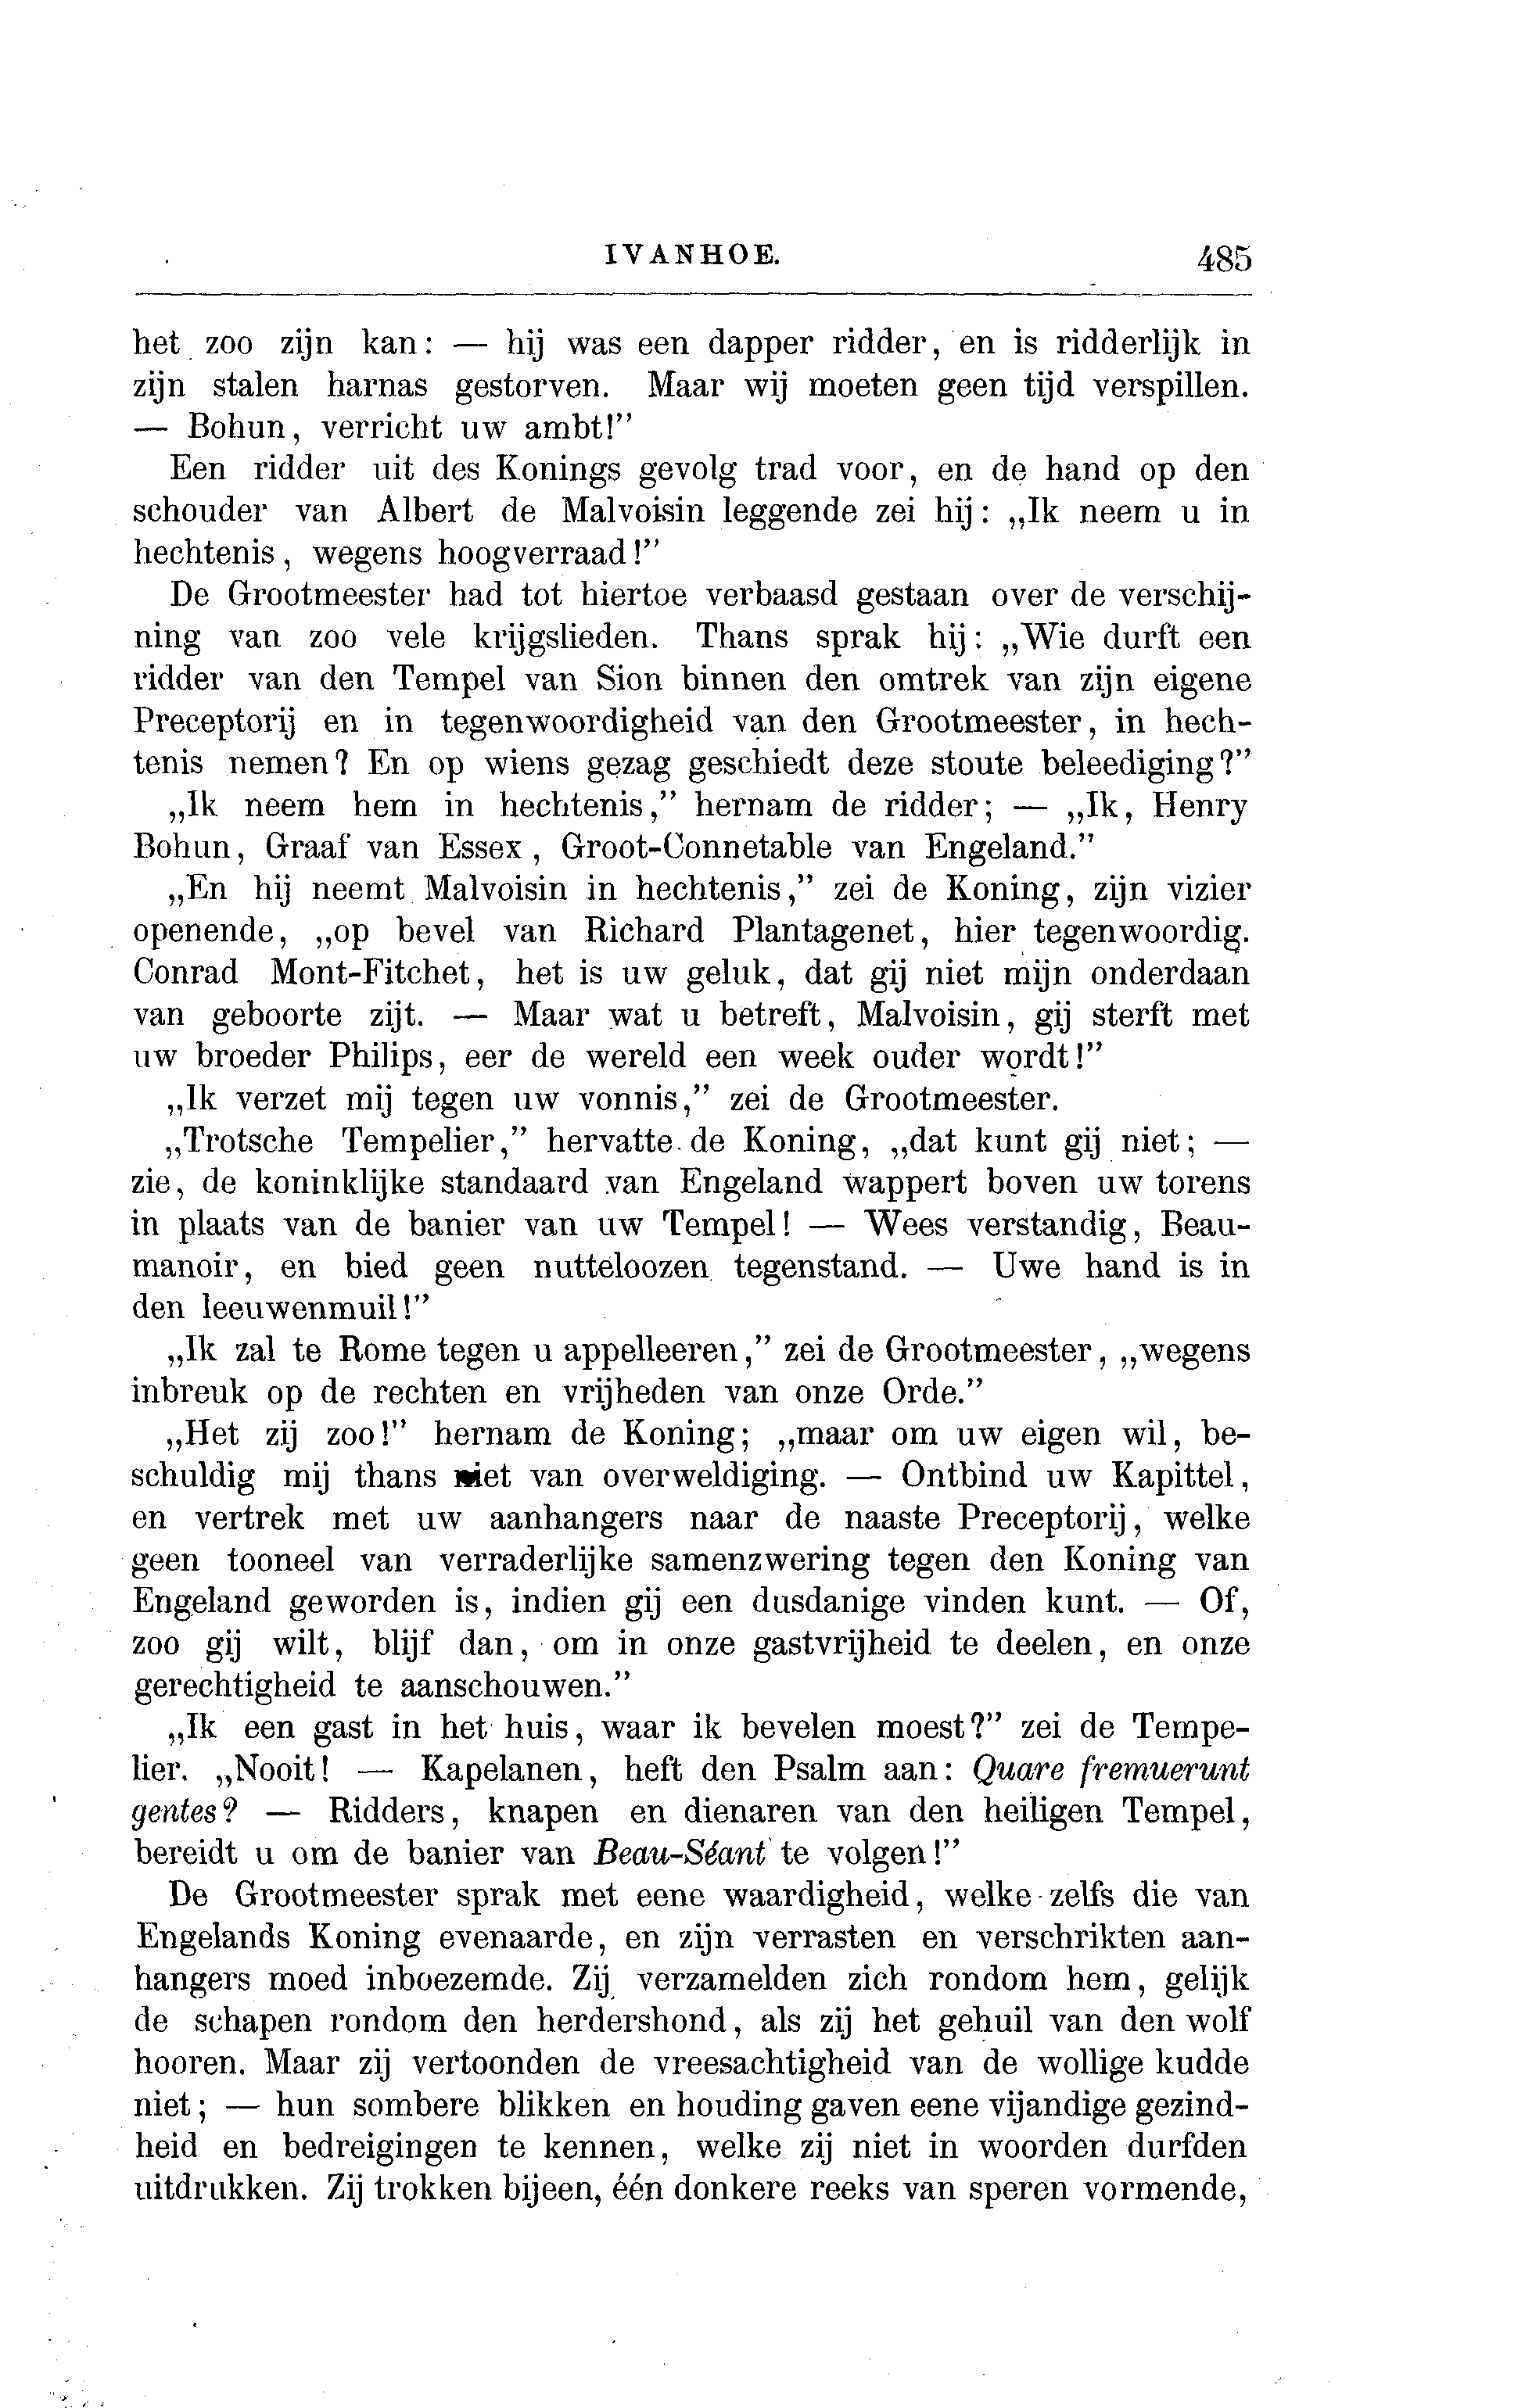 IVANHOE. 485
het zoo zijn kan: — hij was een dapper ridder, en is ridderlijk in
zijn stalen harnas gestorven. Maar wij moeten geen tijd verspillen.
— Bohun, verricht uw ambt!”
Een ridder uit des Konings gevolg trad voor, en de hand op den
schouder van Albert de Malvoisin leggende zei hij: „Ik neem u in
hechtenis, wegens hoogverraad!”
De Grootmeester had tot hiertoe verbaasd gestaan over de verschij-
ning van zoo vele krijgslieden. Thans sprak hij: „Wie durft een
ridder van den Tempel van Sion binnen den omtrek van zijn eigene
Preceptorij en in tegenwoordigheid van den Grootmeester, in hech-
tenis nemen? En op wiens gezag geschiedt deze stoute beleediging?”
„Ik neem hem in hechtenis,” hernam de ridder; — „Ik, Henry
Bohun, Graaf van Essex, Groot-Connetable van Engeland.”
„En hij neemt Malvoisin in hechtenis,” zei de Koning, zijn vizier
openende, „op bevel van Richard Plantagenet, hier tegenwoordig.
Conrad Mont-Fitchet, het is uw geluk, dat gij niet mijn onderdaan
van geboorte zijt. — Maar wat u betreft, Malvoisin, gij sterft met
uw broeder Philips, eer de wereld een week ouder wordt!”
„Ik verzet mij tegen uw vonnis,” zei de Grootmeester.
„Trotsche Tempelier,” hervatte de Koning, „dat kunt gij niet; —
zie, de koninklijke standaard van Engeland wappert boven uw torens
in plaats van de banier van uw Tempel! — Wees verstandig, Beau-
manoir, en bied geen nutteloozen tegenstand. — Uwe hand is in
den leeuwenmuil!”
„Ik zal te Rome tegen u appelleeren,” zei de Grootmeester, „wegens
inbreuk op de rechten en vrijheden van onze Orde.”
„Het zij zoo!” hernam de Koning; „maar om uw eigen wil, be-
schuldig mij thans niet van overweldiging. — Ontbind uw Kapittel,
en vertrek met uw aanhangers naar de naaste Preceptorij, welke
geen tooneel van verraderlijke samenzwering tegen den Koning van
Engeland geworden is, indien gij een dusdanige vinden kunt. — Of,
zoo gij wilt, blijf dan, om in onze gastvrijheid te deelen, en onze
gerechtigheid te aanschouwen.”
„Ik een gast in het huis, waar ik bevelen moest?” zei de Tempe-
lier. „Nooit! — Kapelanen, heft den Psalm aan: Quare fremuerunt
gentes? — Ridders, knapen en dienaren van den heiligen Tempel,
bereidt u om de banier van Beau-Séant te volgen!”
De Grootmeester sprak met eene waardigheid, welke zelfs die van
Engelands Koning evenaarde, en zijn verrasten en verschrikten aan-
hangers moed inboezemde. Zij verzamelden zich rondom hem, gelijk
de schapen rondom den herdershond, als zij het gehuil van den wolf
hooren. Maar zij vertoonden de vreesachtigheid van de wollige kudde
niet; — hun sombere blikken en houding gaven eene vijandige gezind-
heid en bedreigingen te kennen, welke zij niet in woorden durfden
uitdrukken. Zij trokken bijeen, één donkere reeks van speren vormende,